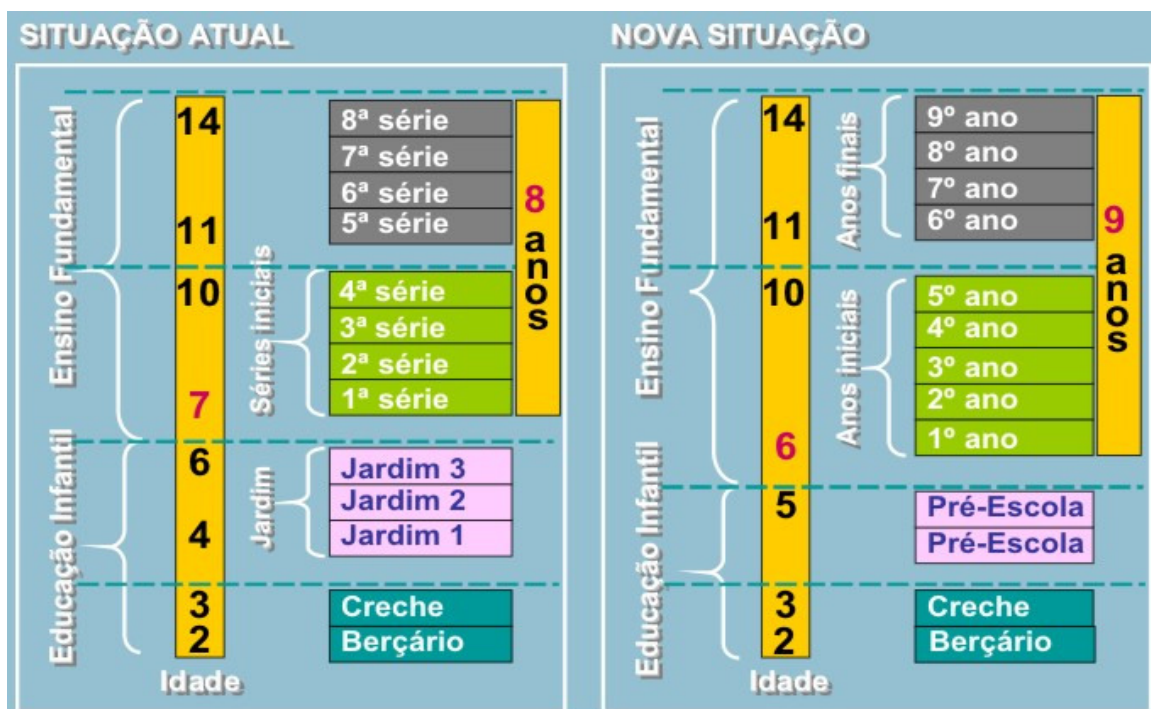 SITUAÇÃO ATUAL
Ensino Fundamental
Educação Infantil
14
11
10
7
6
4
3
2
Idade
Séries iniciais
Jardim
8ª série
7ª série
6ª série
5ª série
4ª série
3ª série
2ª série
1ª série
Jardim 3
Jardim 2
Jardim 1
Creche
Berçário
8 anos
NOVA SITUAÇÃO
Ensino Fundamental
Educação Infantil
14
11
10
6
5
3
2
Idade
Anos finais
Anos iniciais
9º ano
8º ano
7º ano
6º ano
5º ano
4º ano
3º ano
2º ano
1º ano
Pré-Escola
Pré-Escola
Creche
Berçário
9 anos